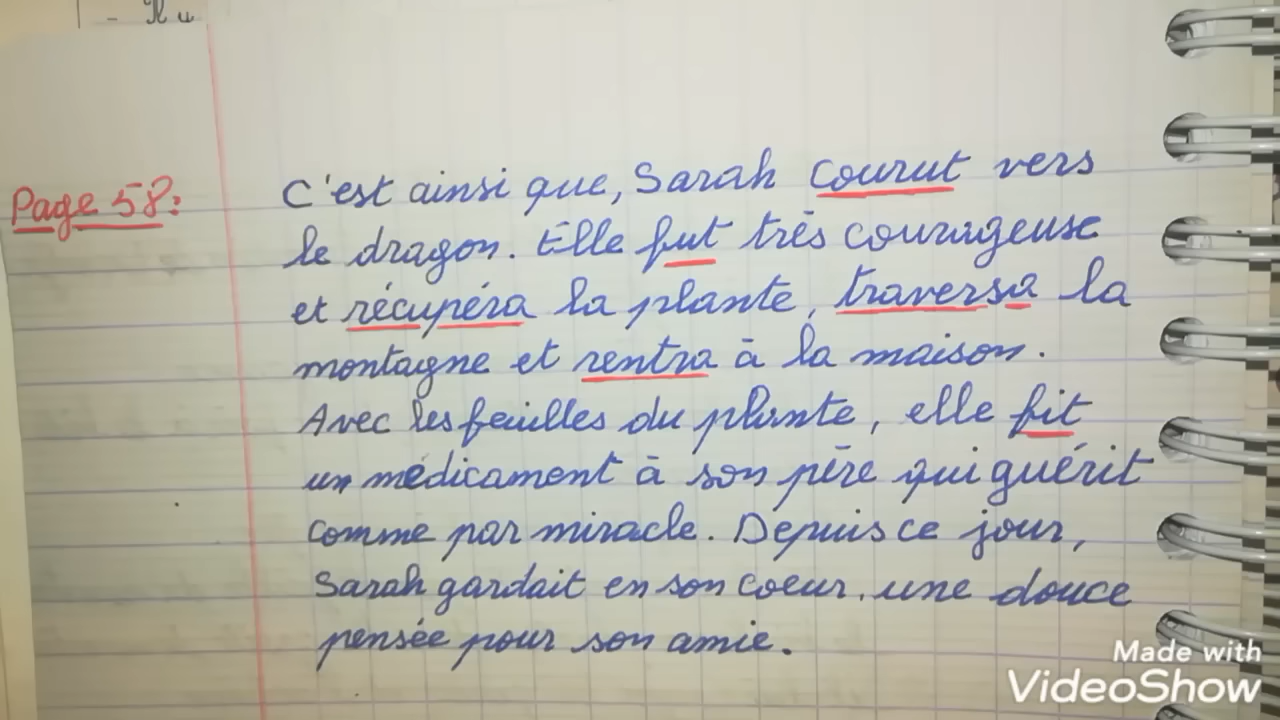 Page 58:
C'est ainsi que, Sarah courut vers
le dragon. Elle fut très courageuse
et récupéra la plante, traversa la
montagne et rentra à la maison.
Avec les feuilles du plante, elle fit
un médicament à son père qui guérit
comme par miracle. Depuis ce jour,
Sarah gardait en son coeur, une douce
pensée pour son amie.
Made with
VideoShow